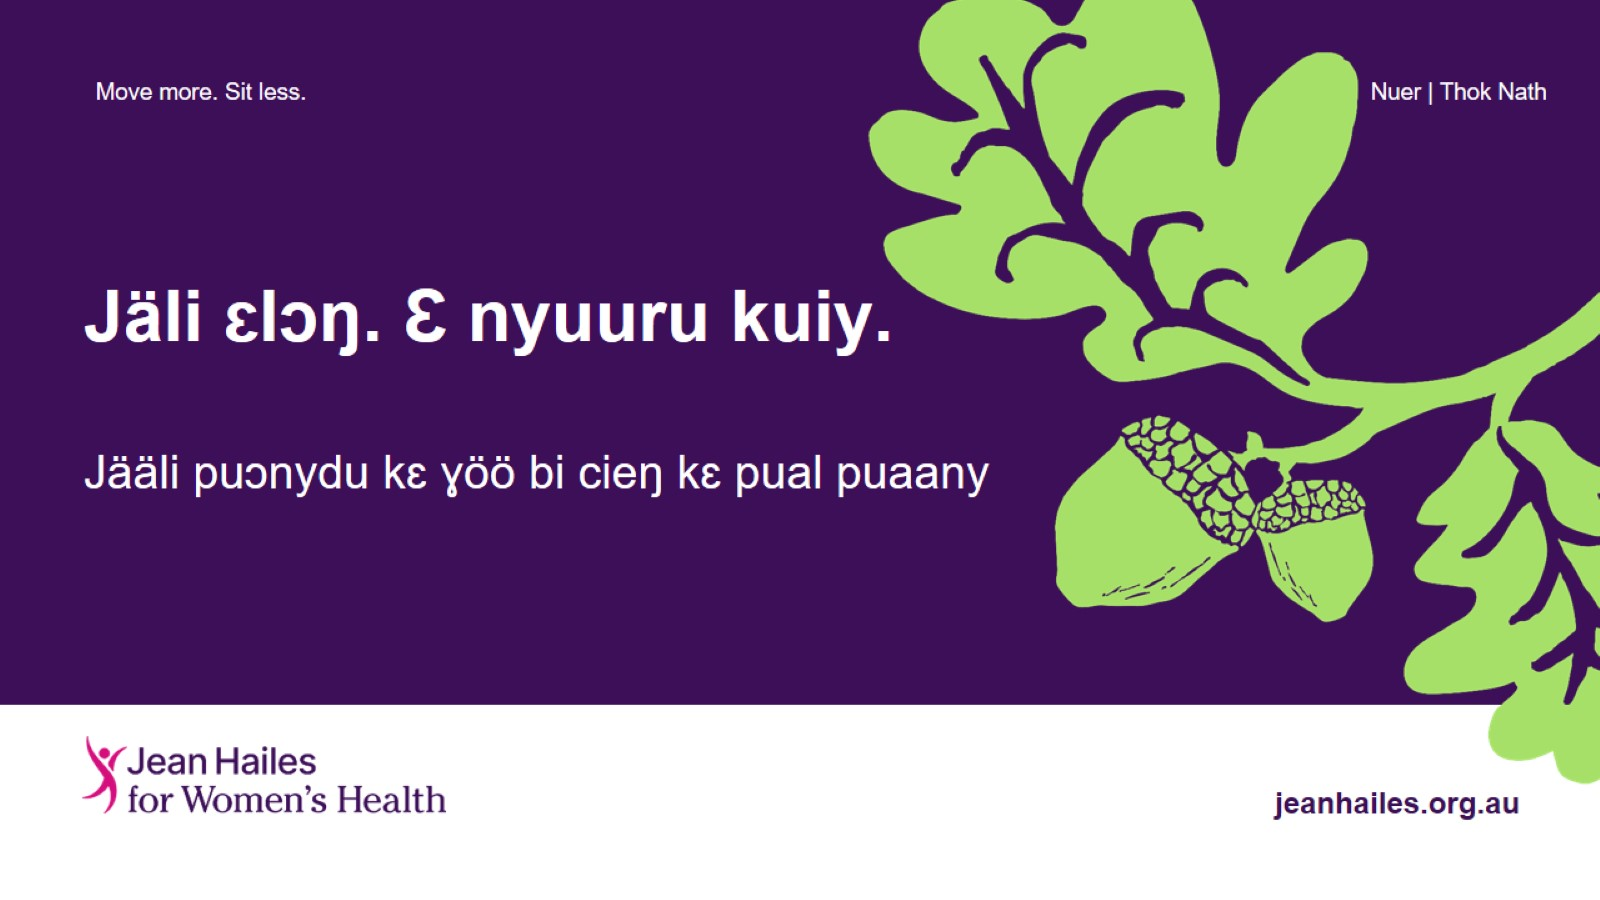 Move more. Sit less.
Nuer | Thok Nath
Jäli ɛlɔŋ. Ɛ nyuuru kuiy.
Jääli puɔnydu kɛ ɣöö bi cieŋ kɛ pual puaany
Jean Hailes
for Women's Health
jeanhailes.org.au